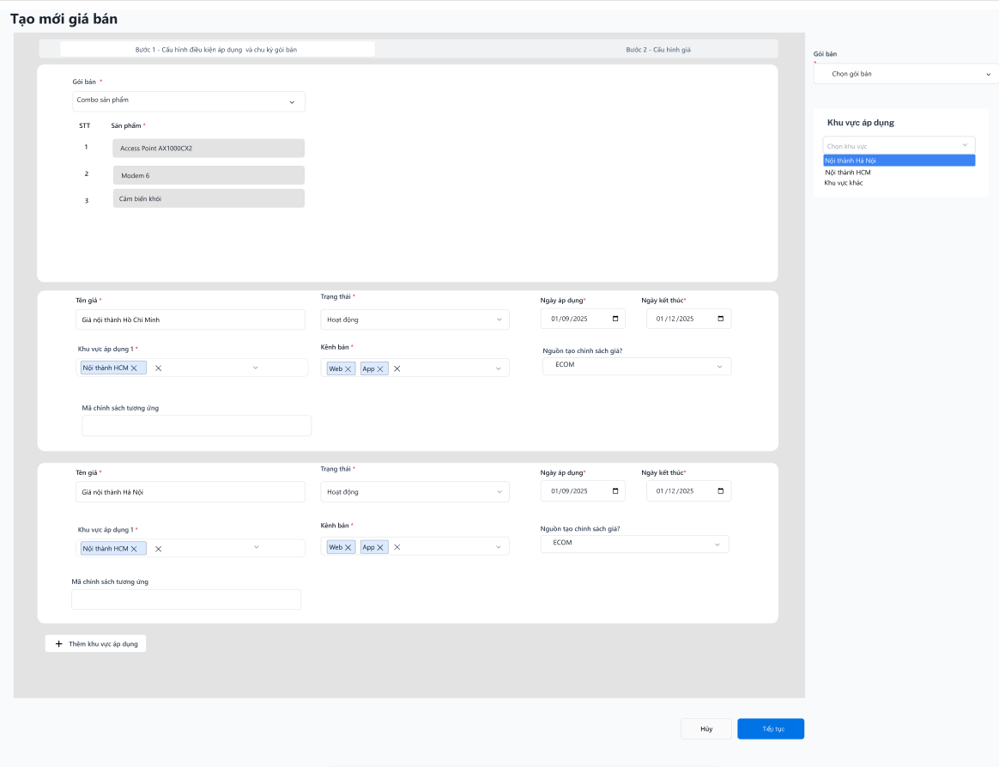 Tạo mới giá bán
Bước 1 - Cấu hình điều kiện áp dụng và chu kỳ gói bán
Bước 2 - Cấu hình giá
Gói bán *
Combo sản phẩm
STT Sản phẩm *
1 Access Point AX1000CX2
2 Modem 6
3 Cảm biến khói
Tên giá *
Trạng thái *
Ngày áp dụng*
Ngày kết thúc*
Giá nội thành Hồ Chí Minh
Hoạt động
01/09/2025
01/12/2025
Khu vực áp dụng 1 *
Kênh bán *
Nguồn tạo chính sách giá?
Nội thành HCM
Web
App
ECOM
Mã chính sách tương ứng
Tên giá *
Trạng thái *
Ngày áp dụng*
Ngày kết thúc*
Giá nội thành Hà Nội
Hoạt động
01/09/2025
01/12/2025
Khu vực áp dụng 1 *
Kênh bán *
Nguồn tạo chính sách giá?
Nội thành HCM
Web
App
ECOM
Mã chính sách tương ứng
+ Thêm khu vực áp dụng
Hủy
Tiếp tục
Gói bán
*
Chọn gói bán
Khu vực áp dụng
Chọn khu vực
Nội thành Hà Nội
Nội thành HCM
Khu vực khác